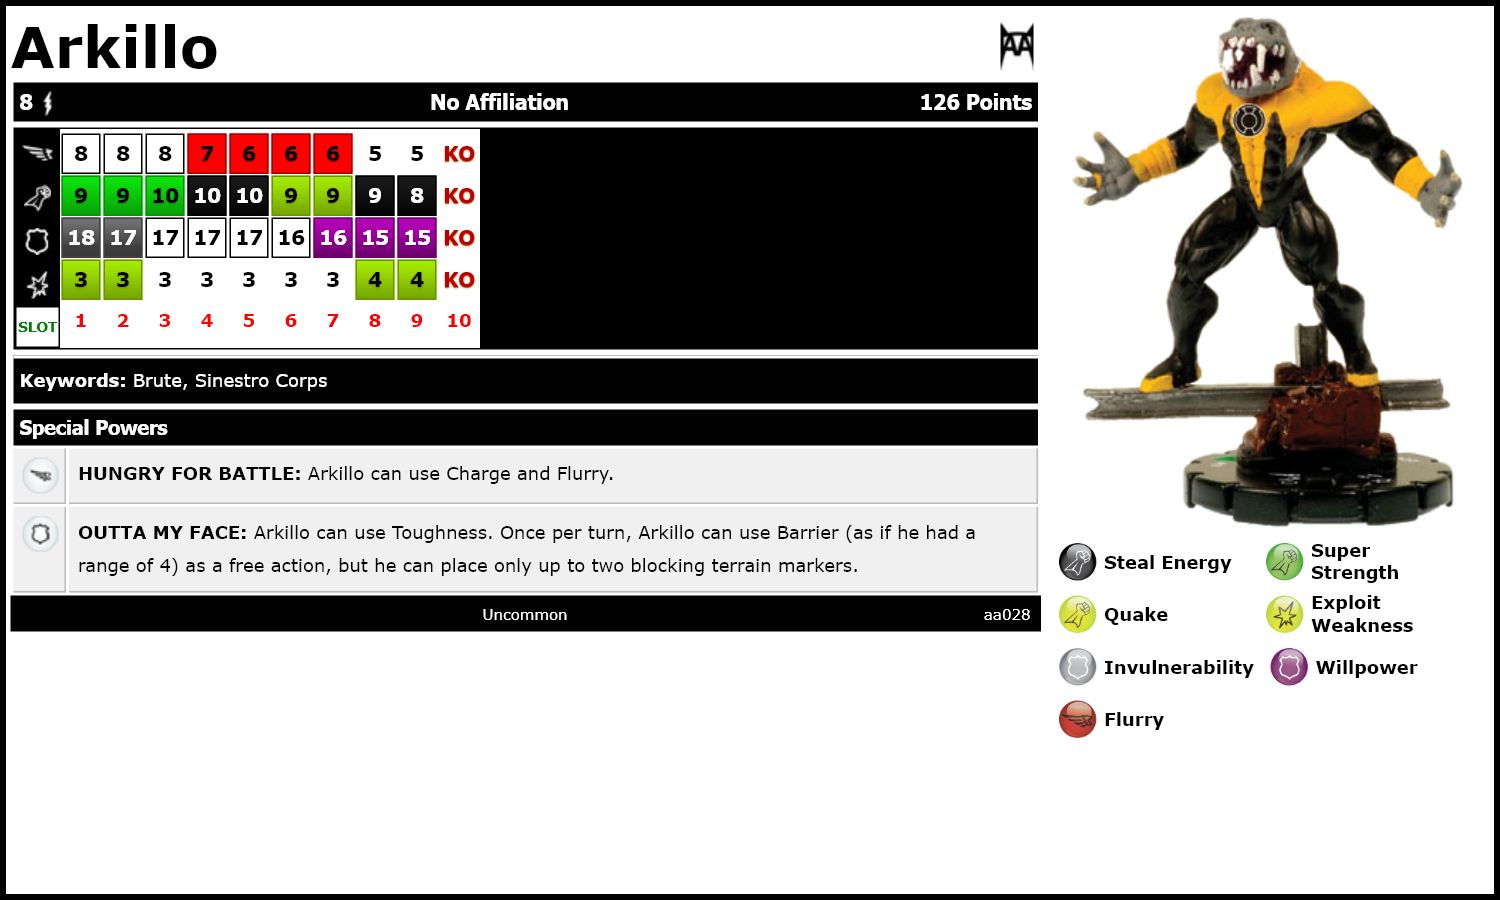 Arkillo
8 No Affiliation 126 Points
8 8 8 7 6 6 6 5 5 KO
9 9 10 10 10 9 9 9 8 KO
18 17 17 17 17 16 16 15 15 KO
3 3 3 3 3 3 3 4 4 KO
SLOT 1 2 3 4 5 6 7 8 9 10
Keywords: Brute, Sinestro Corps
Special Powers
HUNGRY FOR BATTLE: Arkillo can use Charge and Flurry.
OUTTA MY FACE: Arkillo can use Toughness. Once per turn, Arkillo can use Barrier (as if he had a
range of 4) as a free action, but he can place only up to two blocking terrain markers.
Uncommon aa028
Steal Energy
Super
Strength
Quake
Exploit
Weakness
Invulnerability
Willpower
Flurry